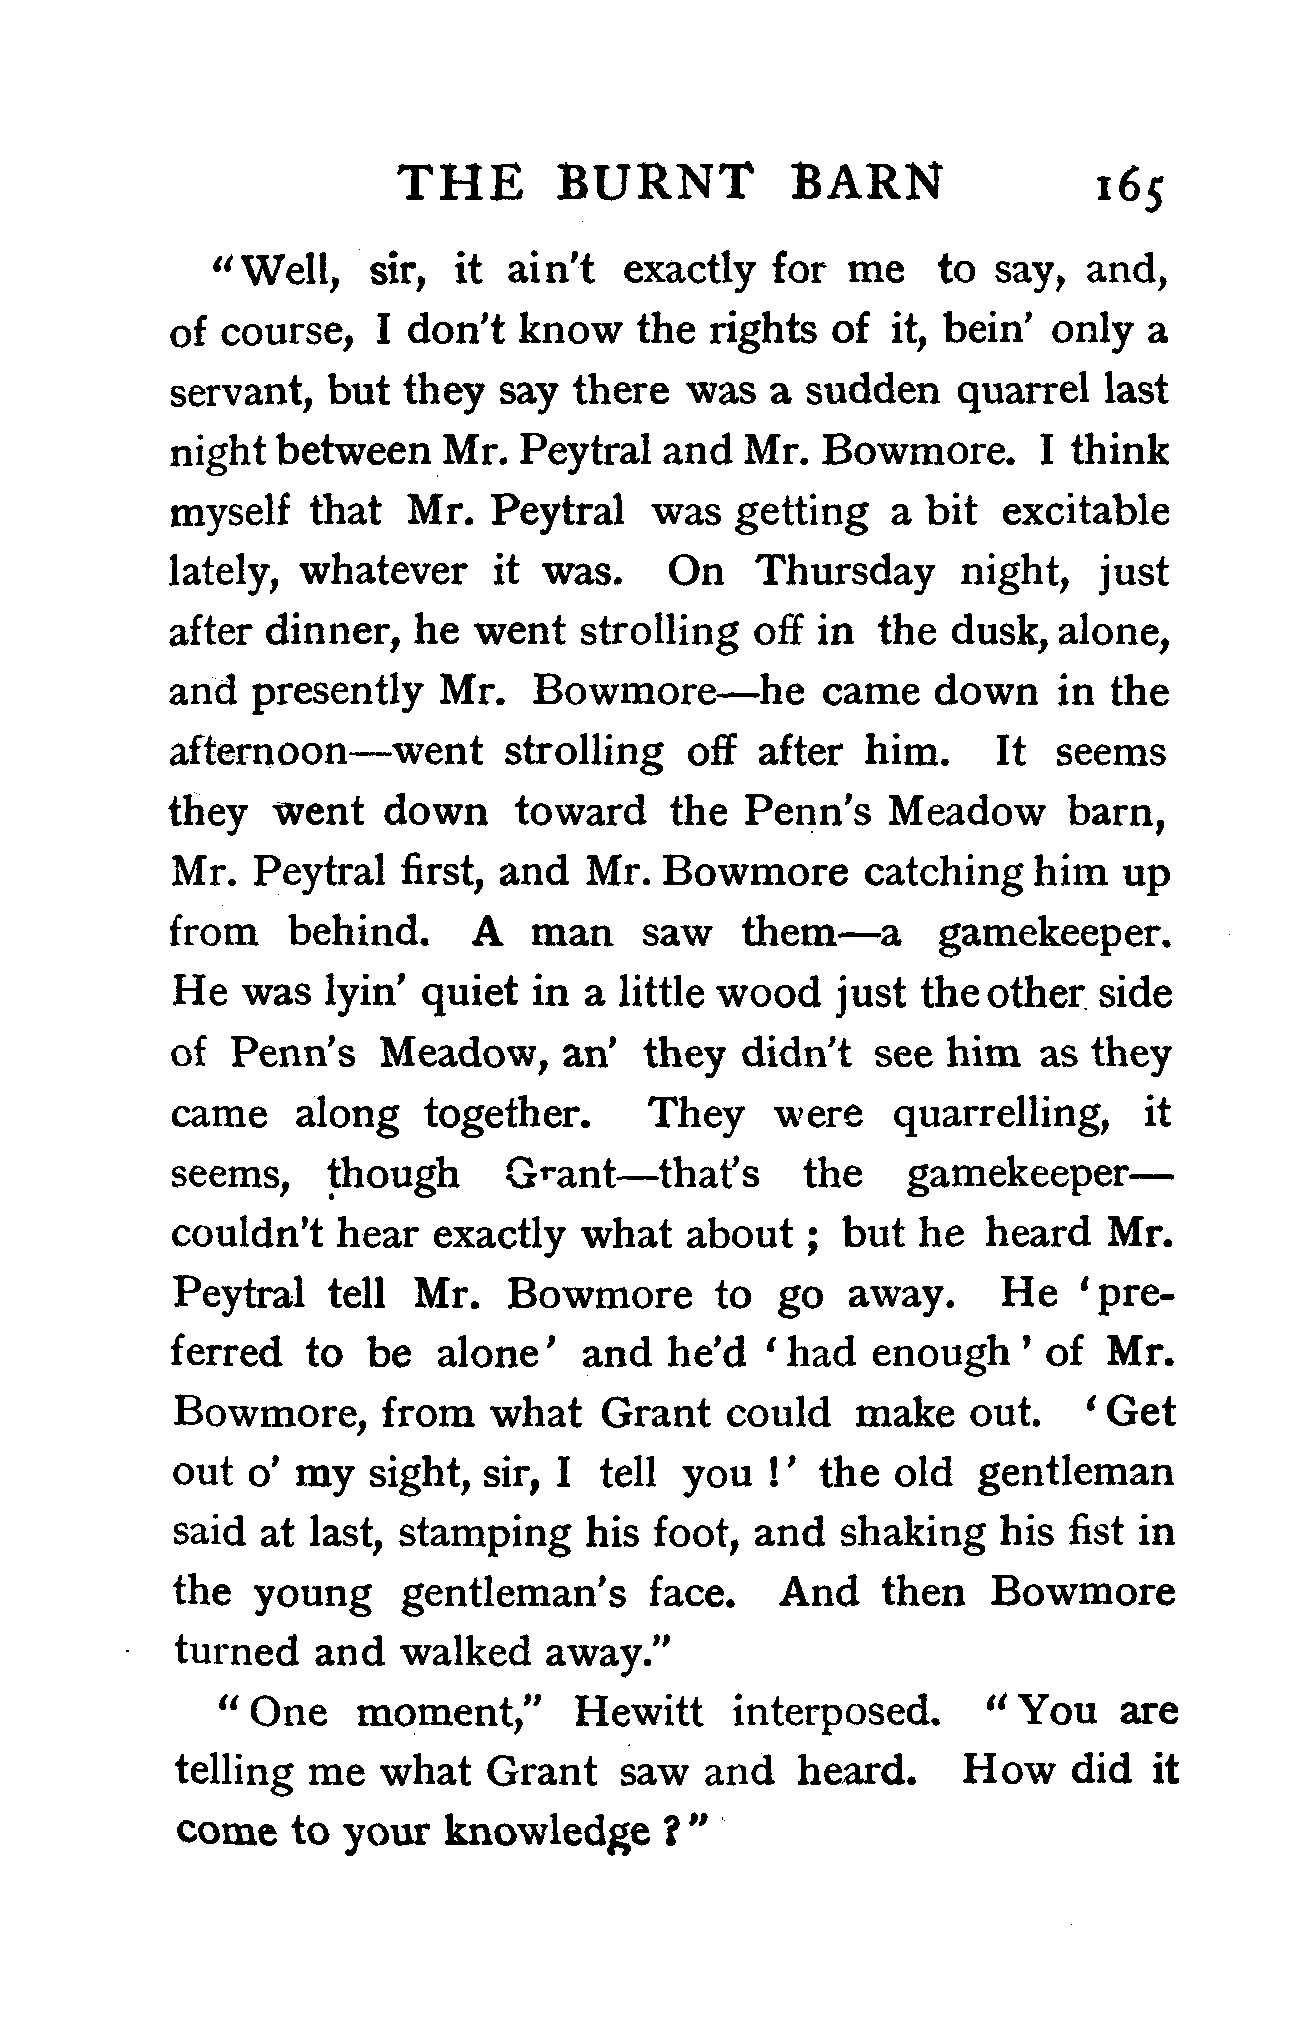 THE BURNT BARN 165
"Well, sir, it ain't exactly for me to say, and,
of course, I don't know the rights of it, bein' only a
servant, but they say there was a sudden quarrel last
night between Mr. Peytral and Mr. Bowmore. I think
myself that Mr. Peytral was getting a bit excitable
lately, whatever it was. On Thursday night, just
after dinner, he went strolling off in the dusk, alone,
and presently Mr. Bowmore—he came down in the
afternoon—went strolling off after him. It seems
they went down toward the Penn's Meadow barn,
Mr. Peytral first, and Mr. Bowmore catching him up
from behind. A man saw them—a gamekeeper.
He was lyin' quiet in a little wood just the other side
of Penn's Meadow, an' they didn't see him as they
came along together. They were quarrelling, it
seems, though Grant—that's the gamekeeper—
couldn't hear exactly what about ; but he heard Mr.
Peytral tell Mr. Bowmore to go away. He 'pre-
ferred to be alone' and he'd 'had enough' of Mr.
Bowmore, from what Grant could make out. 'Get
out o' my sight, sir, I tell you !' the old gentleman
said at last, stamping his foot, and shaking his fist in
the young gentleman's face. And then Bowmore
turned and walked away."
"One moment," Hewitt interposed. "You are
telling me what Grant saw and heard. How did it
come to your knowledge ?"